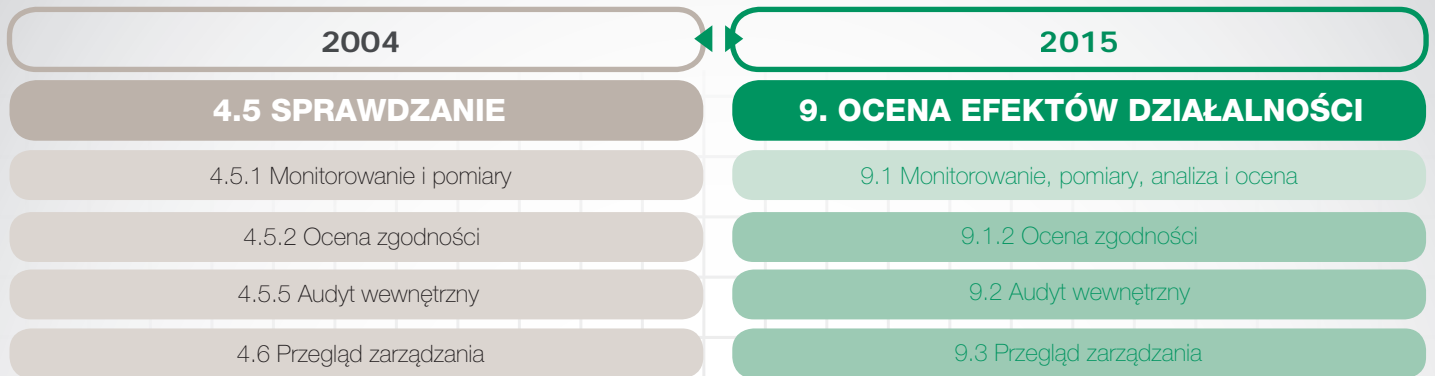 2004
2015
4.5 SPRAWDZANIE
9. OCENA EFEKTÓW DZIAŁALNOŚCI
4.5.1 Monitorowanie i pomiary
9.1 Monitorowanie, pomiary, analiza i ocena
4.5.2 Ocena zgodności
9.1.2 Ocena zgodności
4.5.5 Audyt wewnętrzny
9.2 Audyt wewnętrzny
4.6 Przegląd zarządzania
9.3 Przegląd zarządzania